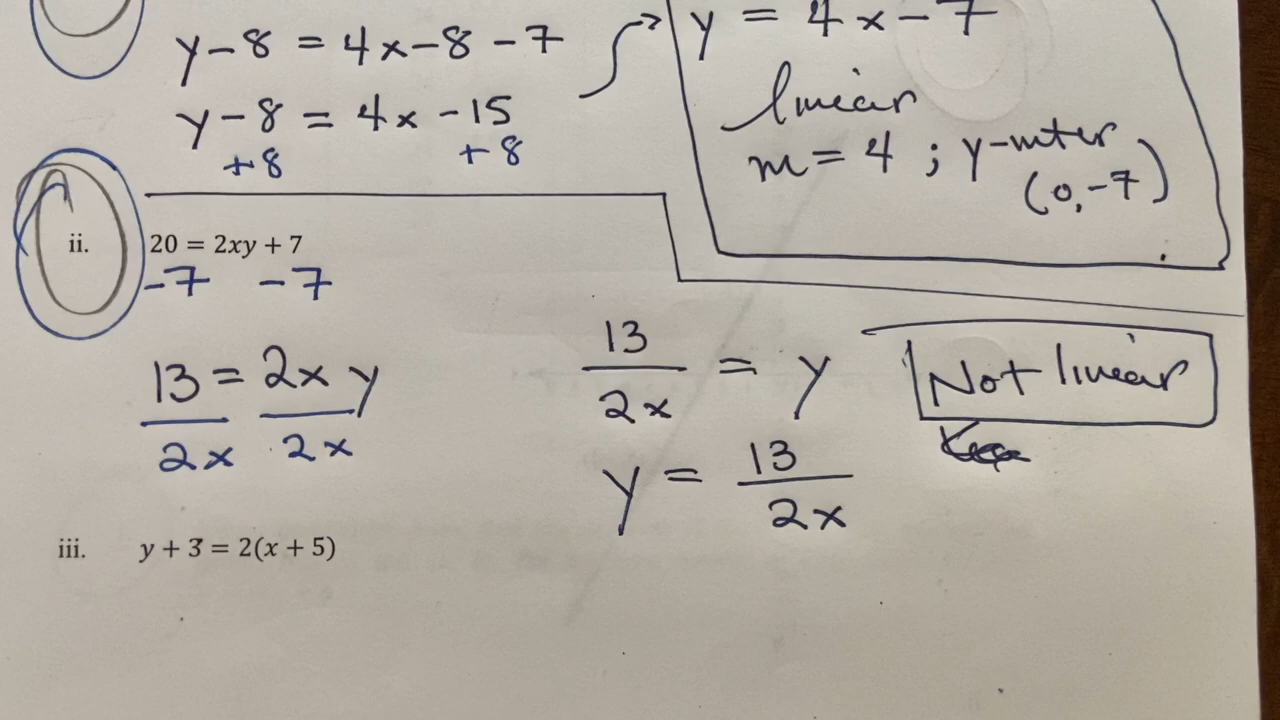 y-8 = 4x-8-7
y-8 = 4x-15
+8 +8
y = 4x-7
linear
m=4; y-inter
(0,-7)
ii. 20 = 2xy + 7
-7 -7
13 = 2xy
2x 2x
13
2x
= y
Not linear
y = 13
2x
iii. y + 3 = 2(x + 5)